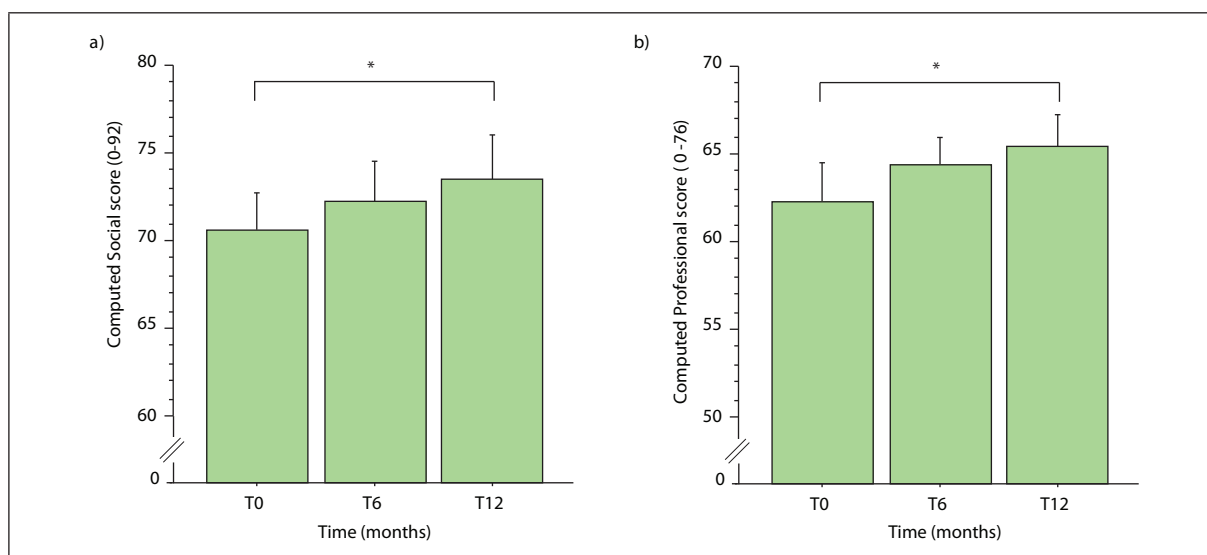 a)
Computed Social score (0-92)
80
75
70
65
60
0
*
T0
T6
T12
Time (months)
b)
Computed Professional score ( 0 -76)
70
65
60
55
50
0
*
T0
T6
T12
Time (months)